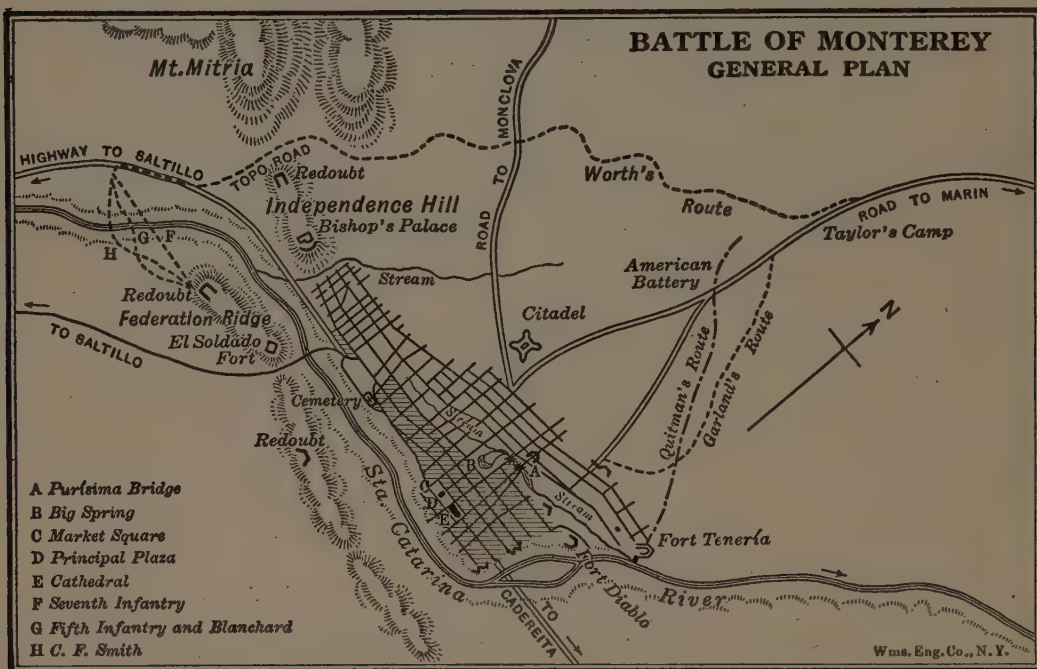 BATTLE OF MONTEREY
GENERAL PLAN
Mt. Mitria
HIGHWAY TO SALTILLO
TOPO ROAD
Redoubt
Independence Hill
Bishop's Palace
ROAD TO MONCLOVA
Worth's
Route
ROAD TO MARIN
Taylor's Camp
American
Battery
H
G
F
Redoubt
Federation Ridge
El Soldado
Fort
TO SALTILLO
Stream
Citadel
N
Quitman's Route
Garland's Route
Cemetery
Stream
Redoubt
B
A
C
D
E
Stream
Sta. Catarina
River
Fort Tenería
Fort Diablo
TO
CADEREITA
A Purísima Bridge
B Big Spring
C Market Square
D Principal Plaza
E Cathedral
F Seventh Infantry
G Fifth Infantry and Blanchard
H C. F. Smith
Wms. Eng. Co., N.Y.